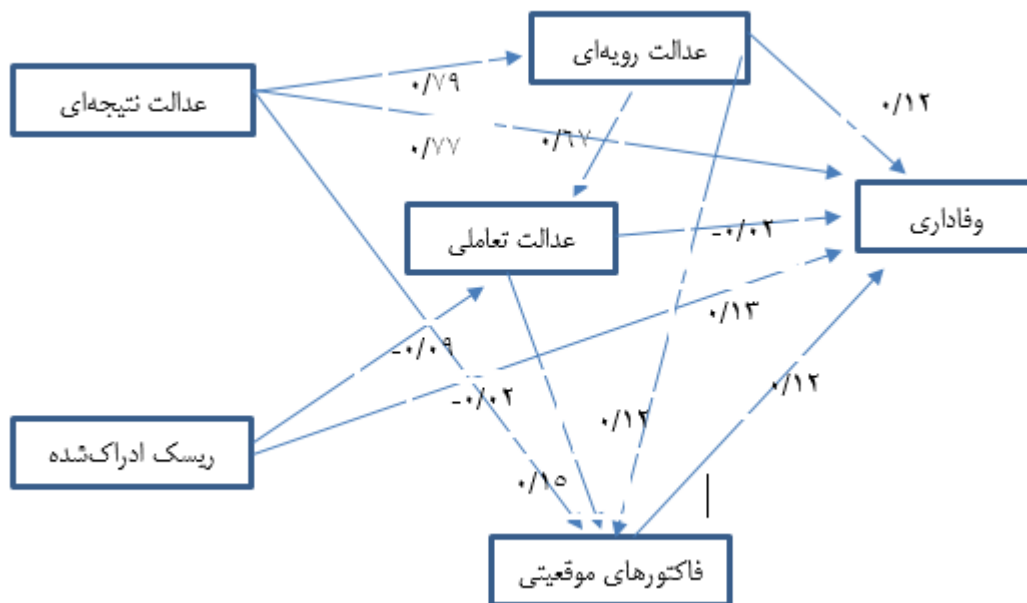 عدالت رویه‌ای
عدالت نتیجه‌ای
۰/۷۹
۰/۱۲
۰/۷۷
۰/۶۷
وفاداری
عدالت تعاملی
-۰/۰۲
۰/۱۳
-۰/۰۹
-۰/۰۲
۰/۱۲
۰/۱۲
ریسک ادراک‌شده
۰/۱۵
فاکتورهای موقعیتی